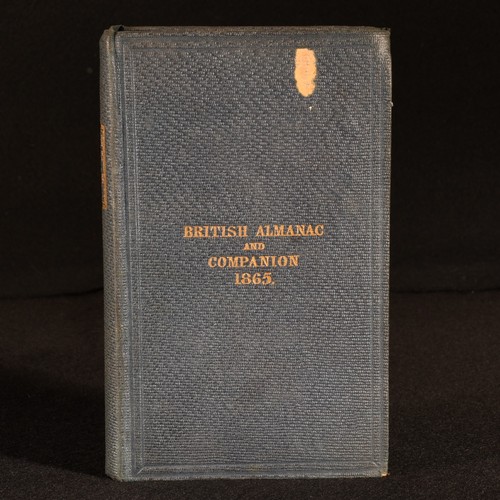 BRITISH ALMANAC
AND
COMPANION
1865.